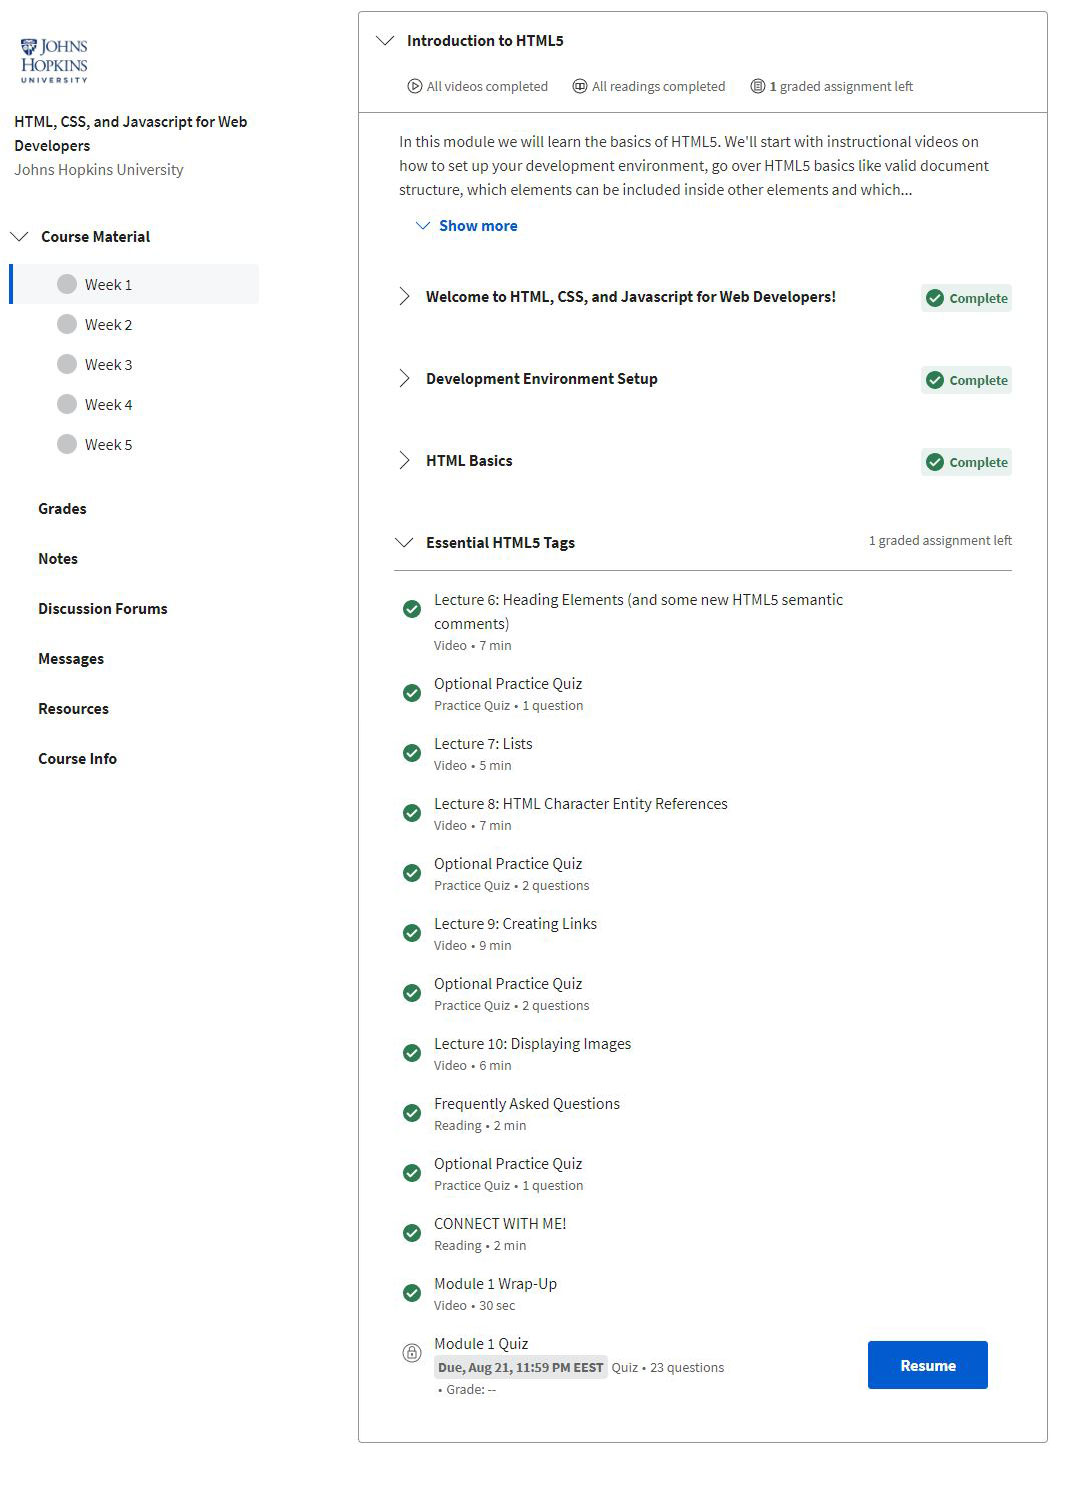 JOHNS
HOPKINS
UNIVERSITY
HTML, CSS, and Javascript for Web
Developers
Johns Hopkins University
Course Material
Week 1
Week 2
Week 3
Week 4
Week 5
Grades
Notes
Discussion Forums
Messages
Resources
Course Info
Introduction to HTML5
All videos completed All readings completed 1 graded assignment left
In this module we will learn the basics of HTML5. We'll start with instructional videos on
how to set up your development environment, go over HTML5 basics like valid document
structure, which elements can be included inside other elements and which...
Show more
Welcome to HTML, CSS, and Javascript for Web Developers! Complete
Development Environment Setup Complete
HTML Basics Complete
Essential HTML5 Tags 1 graded assignment left
Lecture 6: Heading Elements (and some new HTML5 semantic
comments)
Video • 7 min
Optional Practice Quiz
Practice Quiz • 1 question
Lecture 7: Lists
Video • 5 min
Lecture 8: HTML Character Entity References
Video • 7 min
Optional Practice Quiz
Practice Quiz • 2 questions
Lecture 9: Creating Links
Video • 9 min
Optional Practice Quiz
Practice Quiz • 2 questions
Lecture 10: Displaying Images
Video • 6 min
Frequently Asked Questions
Reading • 2 min
Optional Practice Quiz
Practice Quiz • 1 question
CONNECT WITH ME!
Reading • 2 min
Module 1 Wrap-Up
Video • 30 sec
Module 1 Quiz
Due, Aug 21, 11:59 PM EEST Quiz • 23 questions
• Grade: --
Resume